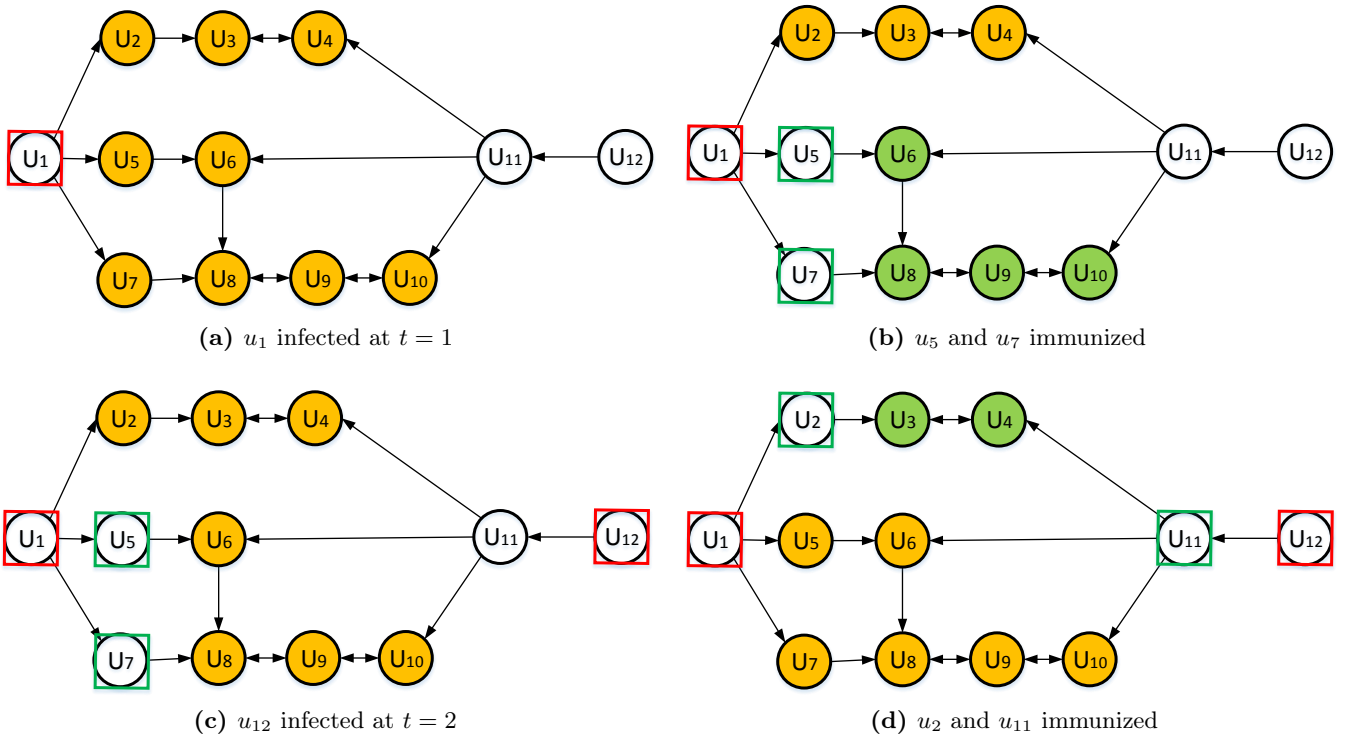 U2 U3 U4
U1 U5 U6 U11 U12
U7 U8 U9 U10
(a) u1 infected at t = 1
U2 U3 U4
U1 U5 U6 U11 U12
U7 U8 U9 U10
(b) u5 and u7 immunized
U2 U3 U4
U1 U5 U6 U11 U12
U7 U8 U9 U10
(c) u12 infected at t = 2
U2 U3 U4
U1 U5 U6 U11 U12
U7 U8 U9 U10
(d) u2 and u11 immunized